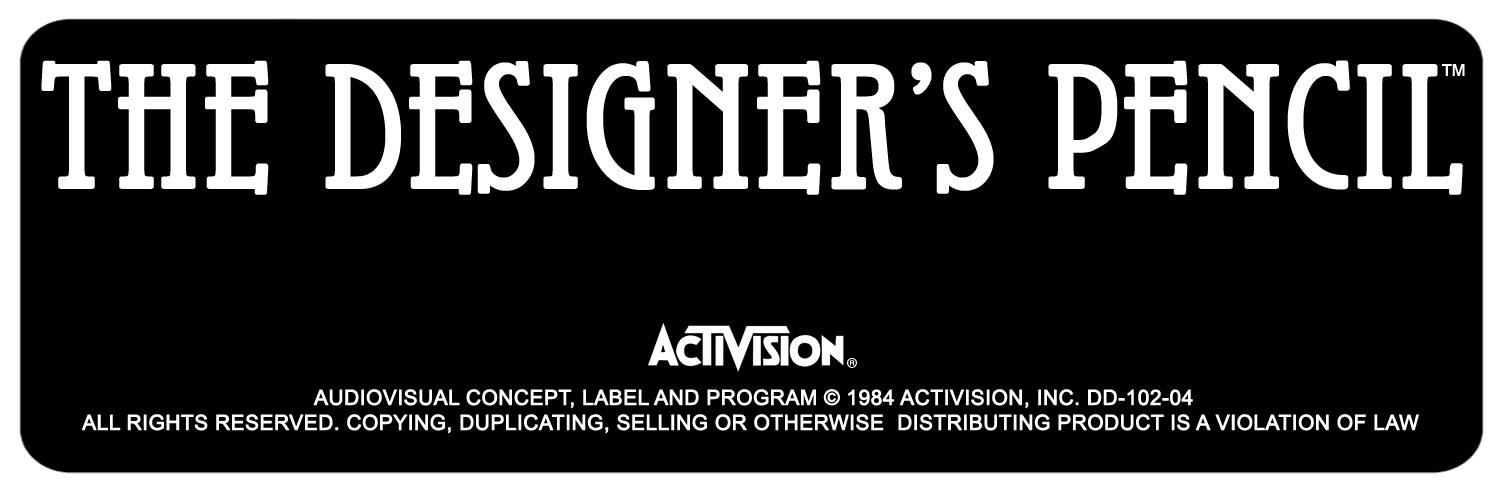 THE DESIGNER'S PENCIL™
ACTIVISION®
AUDIOVISUAL CONCEPT, LABEL AND PROGRAM © 1984 ACTIVISION, INC. DD-102-04
ALL RIGHTS RESERVED. COPYING, DUPLICATING, SELLING OR OTHERWISE  DISTRIBUTING PRODUCT IS A VIOLATION OF LAW